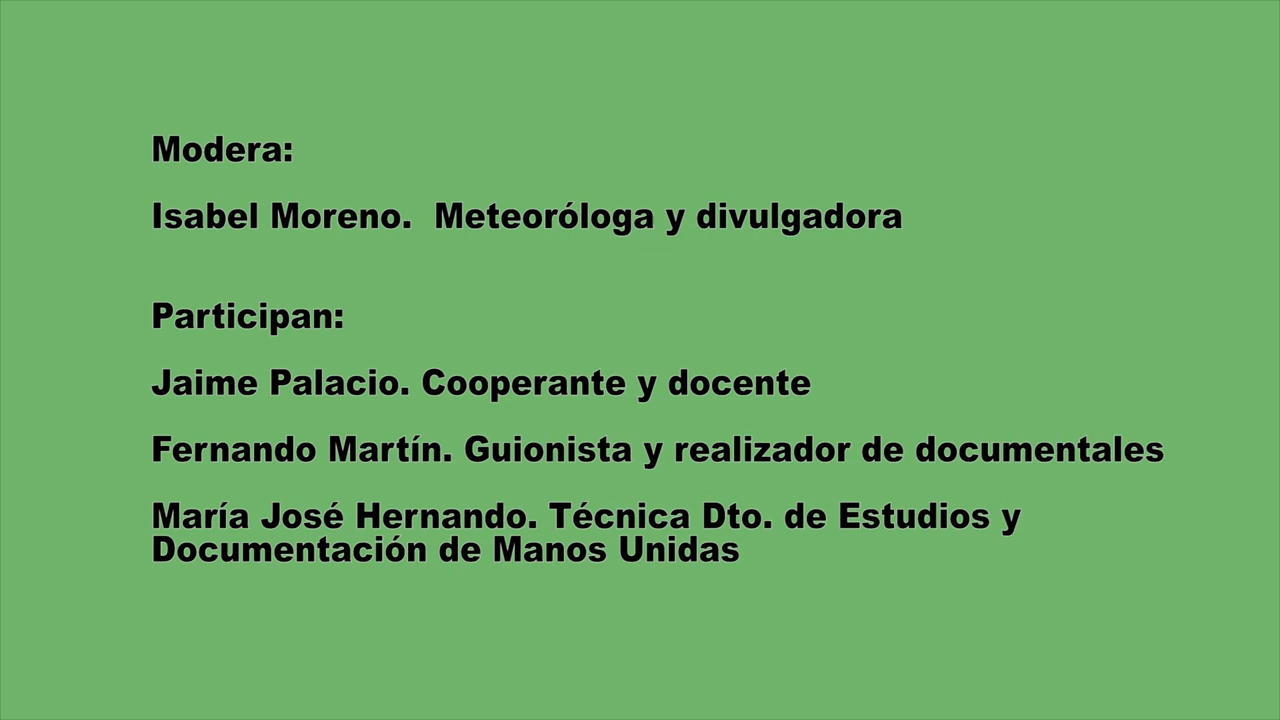 Modera:
Isabel Moreno.  Meteoróloga y divulgadora
Participan:
Jaime Palacio. Cooperante y docente
Fernando Martín. Guionista y realizador de documentales
María José Hernando. Técnica Dto. de Estudios y
Documentación de Manos Unidas